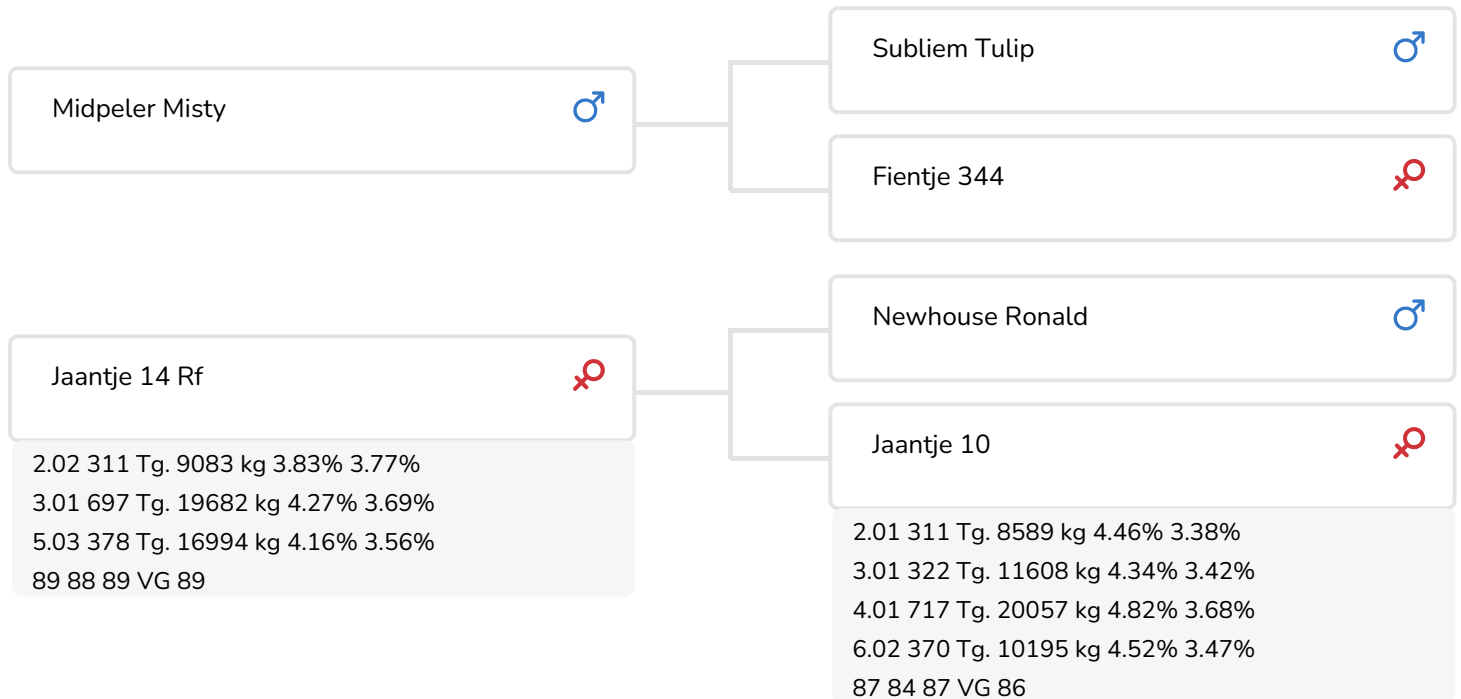 Subliem Tulip
Midpeler Misty
Fientje 344
Newhouse Ronald
Jaantje 14 Rf
2.02 311 Tg. 9083 kg 3.83% 3.77%
3.01 697 Tg. 19682 kg 4.27% 3.69%
5.03 378 Tg. 16994 kg 4.16% 3.56%
89 88 89 VG 89
Jaantje 10
2.01 311 Tg. 8589 kg 4.46% 3.38%
3.01 322 Tg. 11608 kg 4.34% 3.42%
4.01 717 Tg. 20057 kg 4.82% 3.68%
6.02 370 Tg. 10195 kg 4.52% 3.47%
87 84 87 VG 86